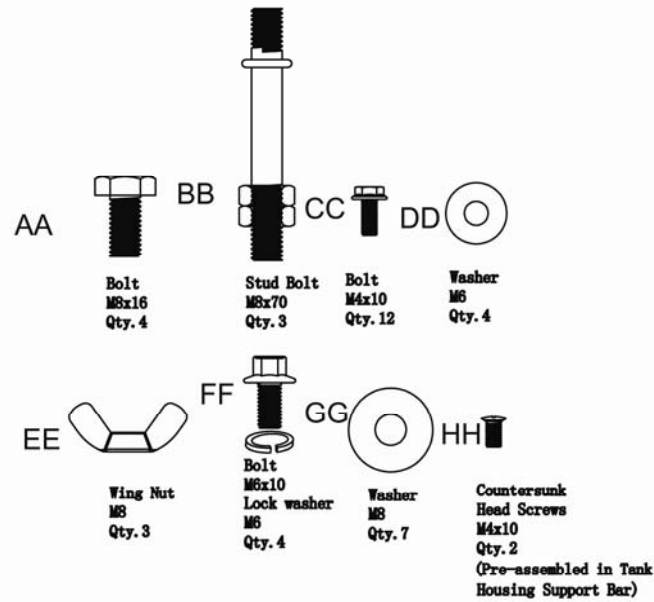 AA
Bolt
M8x16
Qty.4
BB
Stud Bolt
M8x70
Qty.3
CC
Bolt
M4x10
Qty.12
DD
Washer
M6
Qty.4
EE
Wing Nut
M8
Qty.3
FF
Bolt
M6x10
Lock washer
M6
Qty.4
GG
Washer
M8
Qty.7
HH
Countersunk
Head Screws
M4x10
Qty.2
(Pre-assembled in Tank
Housing Support Bar)